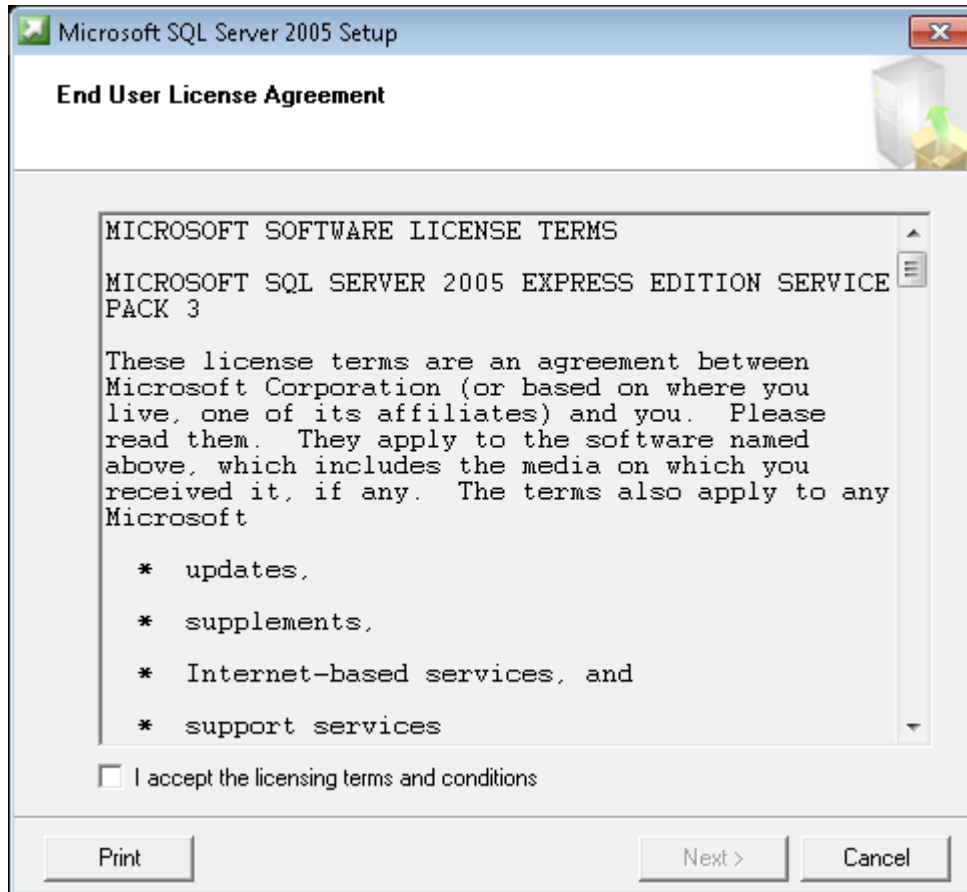 Microsoft SQL Server 2005 Setup
End User License Agreement
MICROSOFT SOFTWARE LICENSE TERMS
MICROSOFT SQL SERVER 2005 EXPRESS EDITION SERVICE
PACK 3
These license terms are an agreement between
Microsoft Corporation (or based on where you
live, one of its affiliates) and you.  Please
read them.  They apply to the software named
above, which includes the media on which you
received it, if any.  The terms also apply to any
Microsoft
* updates,
* supplements,
* Internet-based services, and
* support services
I accept the licensing terms and conditions
Print
Next >
Cancel